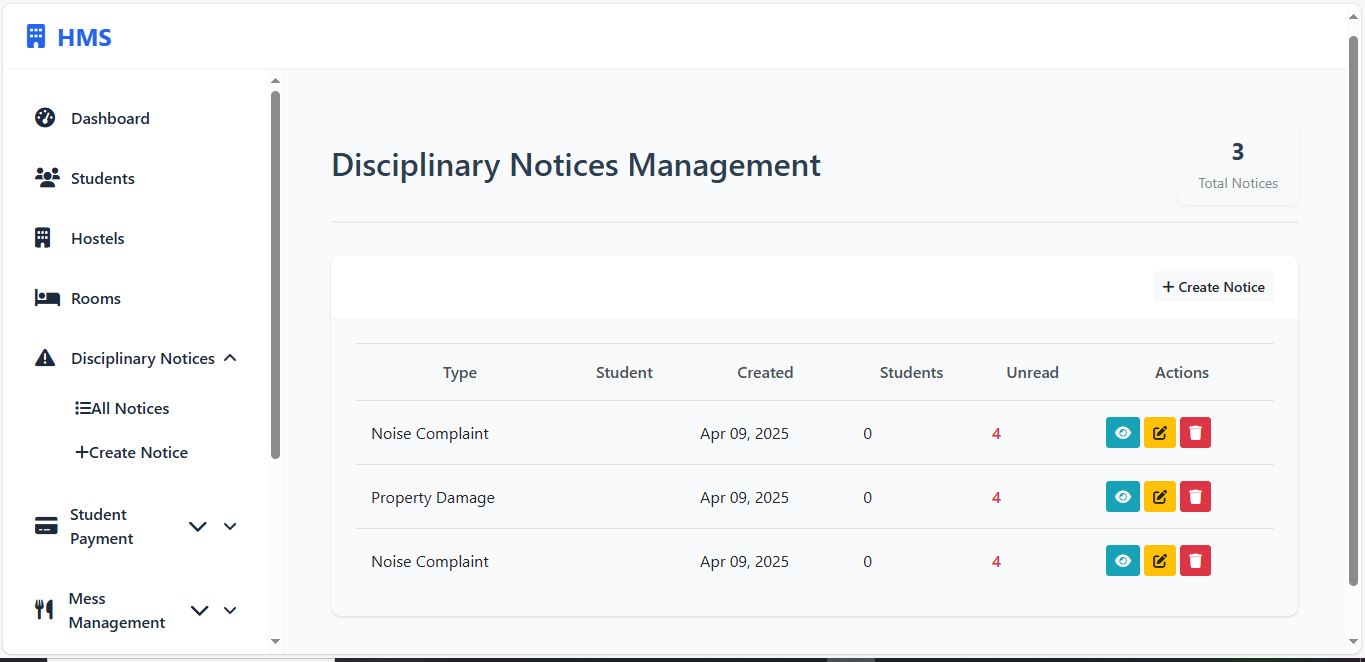 HMS
Dashboard
Students
Hostels
Rooms
Disciplinary Notices
All Notices
Create Notice
Student
Payment
Mess
Management
Disciplinary Notices Management
3
Total Notices
+ Create Notice
Type Student Created Students Unread Actions
Noise Complaint Apr 09, 2025 0 4
Property Damage Apr 09, 2025 0 4
Noise Complaint Apr 09, 2025 0 4